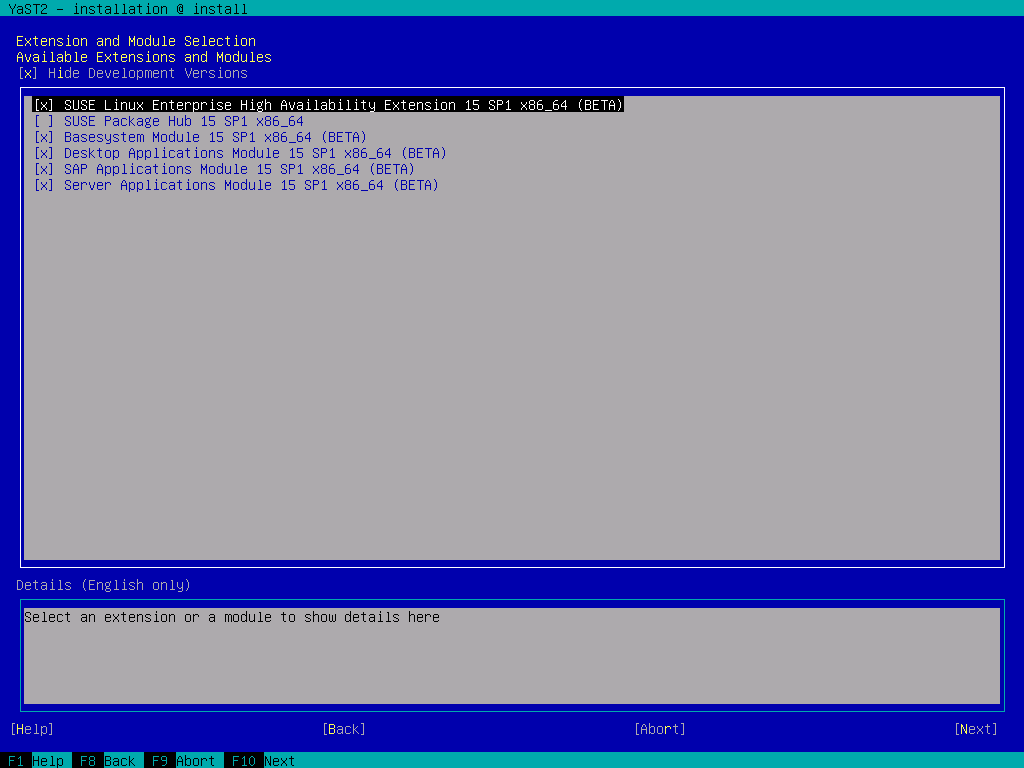 YaST2 - installation @ install
Extension and Module Selection
Available Extensions and Modules
[x] Hide Development Versions
[x] SUSE Linux Enterprise High Availability Extension 15 SP1 x86_64 (BETA)
[ ] SUSE Package Hub 15 SP1 x86_64
[x] Basesystem Module 15 SP1 x86_64 (BETA)
[x] Desktop Applications Module 15 SP1 x86_64 (BETA)
[x] SAP Applications Module 15 SP1 x86_64 (BETA)
[x] Server Applications Module 15 SP1 x86_64 (BETA)
Details (English only)
Select an extension or a module to show details here
[Help] [Back] [Abort] [Next]
F1 Help F8 Back F9 Abort F10 Next